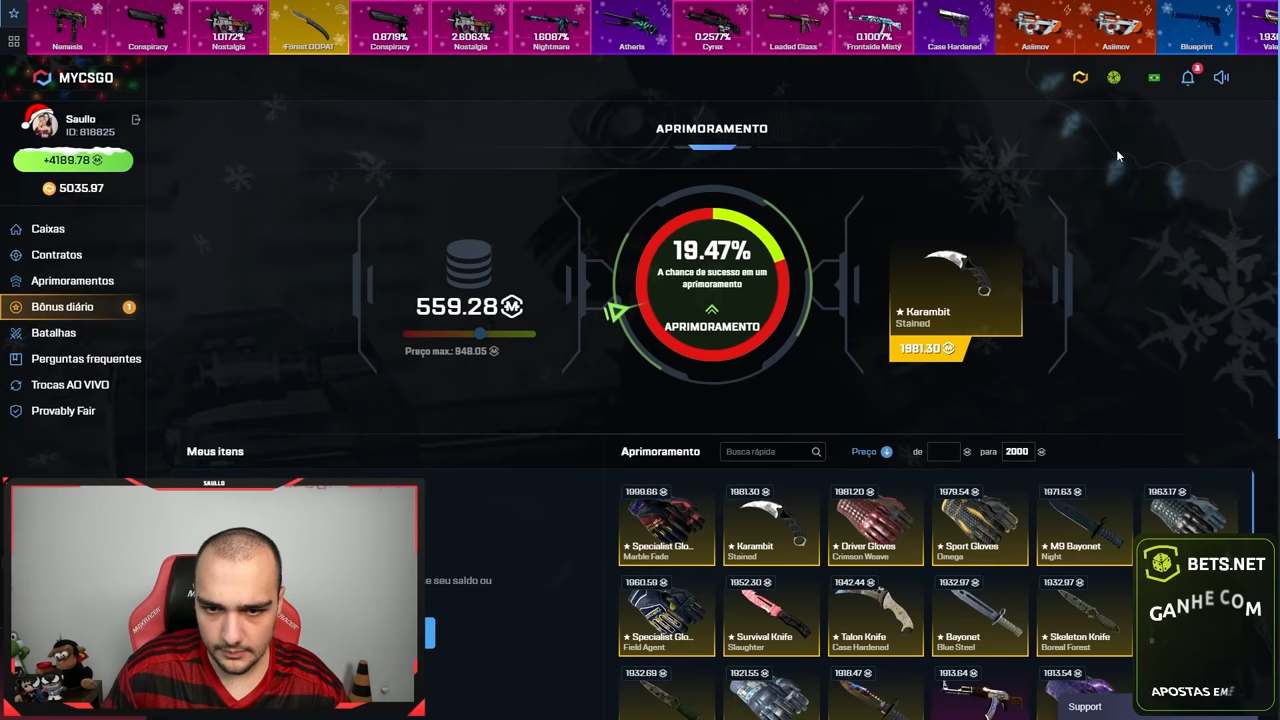 Nemesis
Conspiracy
1.0172%
Nostalgia
Forest DDPAT
0.8719%
Conspiracy
2.6063%
Nostalgia
1.6087%
Nightmare
Atheris
0.2577%
Cyrex
Leaded Glass
0.1007%
Frontside Misty
Case Hardened
Asiimov
Asiimov
Blueprint
MYCSGO
3
Saullo
ID: 818825
+4189.78
5035.97
Caixas
Contratos
Aprimoramentos
Bônus diário 1
Batalhas
Perguntas frequentes
Trocas AO VIVO
Provably Fair
APRIMORAMENTO
559.28
Preço max.: 948.05
19.47%
A chance de sucesso em um
aprimoramento
APRIMORAMENTO
★ Karambit
Stained
1981.30
Meus itens
Aprimoramento
Busca rápida
Preço
de
para 2000
1999.66
★ Specialist Glo...
Marble Fade
1981.30
★ Karambit
Stained
1981.20
★ Driver Gloves
Crimson Weave
1979.54
★ Sport Gloves
Omega
1971.63
★ M9 Bayonet
Night
1963.17
1960.59
★ Specialist Glo...
Field Agent
1952.30
★ Survival Knife
Slaughter
1942.44
★ Talon Knife
Case Hardened
1932.97
★ Bayonet
Blue Steel
1932.97
★ Skeleton Knife
Boreal Forest
1932.69
1921.55
1918.47
1913.64
1913.54
e seu saldo ou
SAULLO
BETS.NET
GANHE COM
APOSTAS EM E
Support